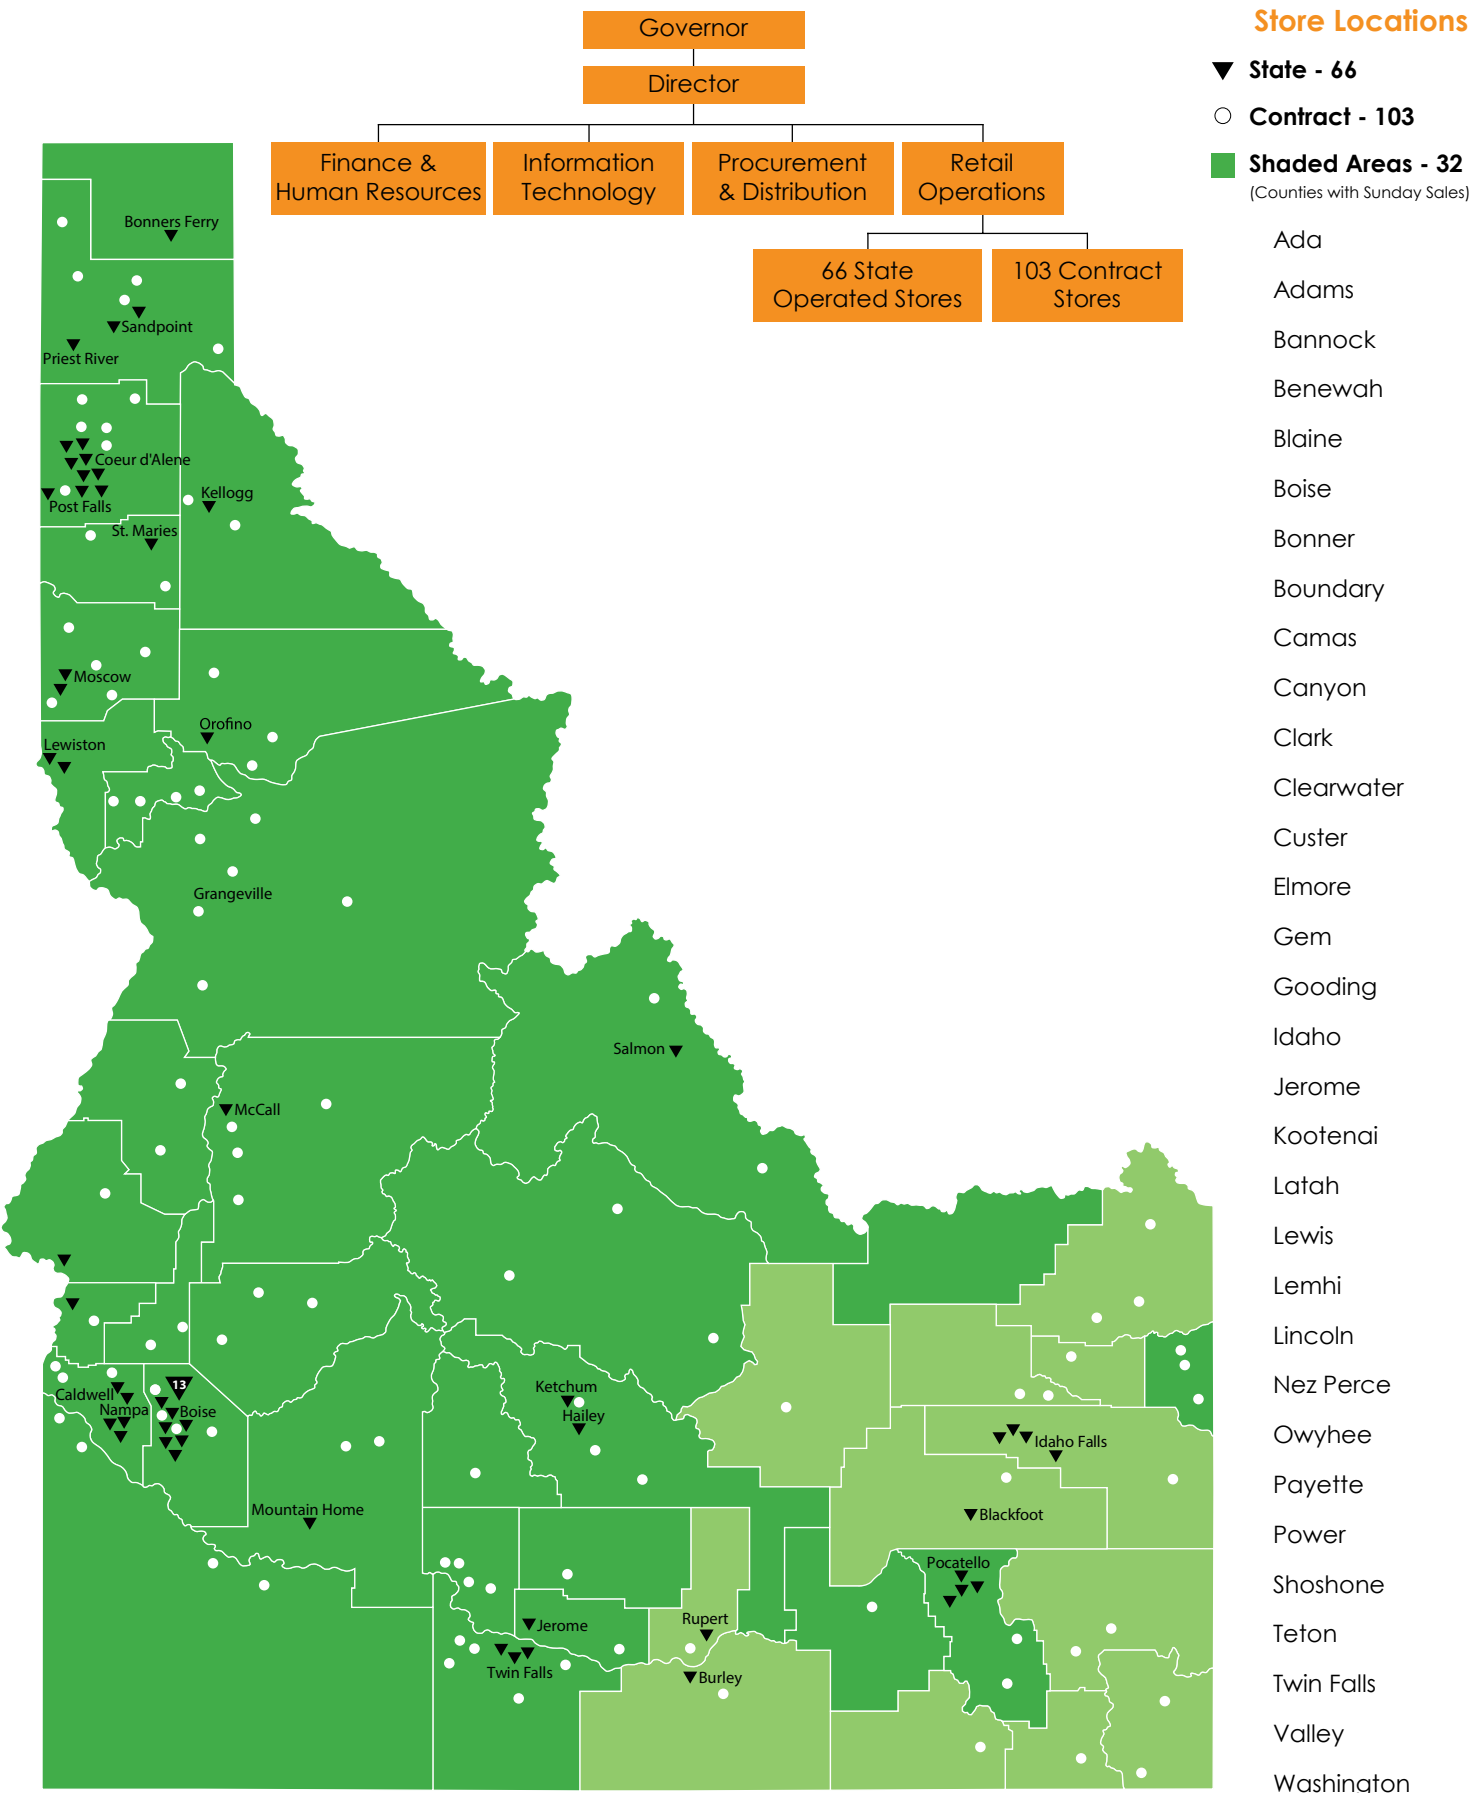 Governor
Director
Finance &
Human Resources
Information
Technology
Procurement
& Distribution
Retail
Operations
66 State
Operated Stores
103 Contract
Stores
Store Locations
State - 66
Contract - 103
Shaded Areas - 32
(Counties with Sunday Sales)
Ada
Adams
Bannock
Benewah
Blaine
Boise
Bonner
Boundary
Camas
Canyon
Clark
Clearwater
Custer
Elmore
Gem
Gooding
Idaho
Jerome
Kootenai
Latah
Lewis
Lemhi
Lincoln
Nez Perce
Owyhee
Payette
Power
Shoshone
Teton
Twin Falls
Valley
Washington
Bonners Ferry
Sandpoint
Priest River
Coeur d'Alene
Post Falls
Kellogg
St. Maries
Moscow
Orofino
Lewiston
Grangeville
Salmon
McCall
13
Caldwell
Nampa
Boise
Ketchum
Hailey
Mountain Home
Idaho Falls
Blackfoot
Pocatello
Jerome
Twin Falls
Rupert
Burley